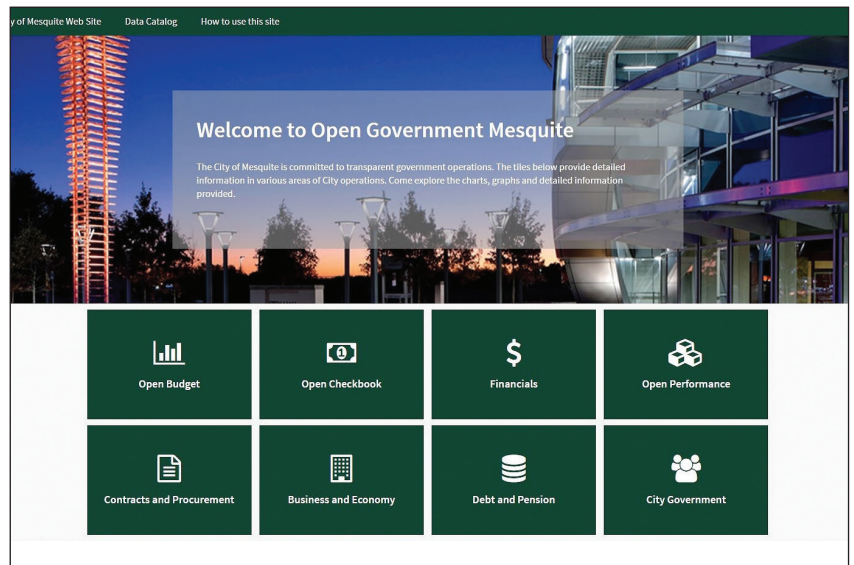 y of Mesquite Web Site Data Catalog How to use this site
Welcome to Open Government Mesquite
The City of Mesquite is committed to transparent government operations. The tiles below provide detailed
information in various areas of City operations. Come explore the charts, graphs and detailed information
provided.
Open Budget Open Checkbook Financials Open Performance
Contracts and Procurement Business and Economy Debt and Pension City Government